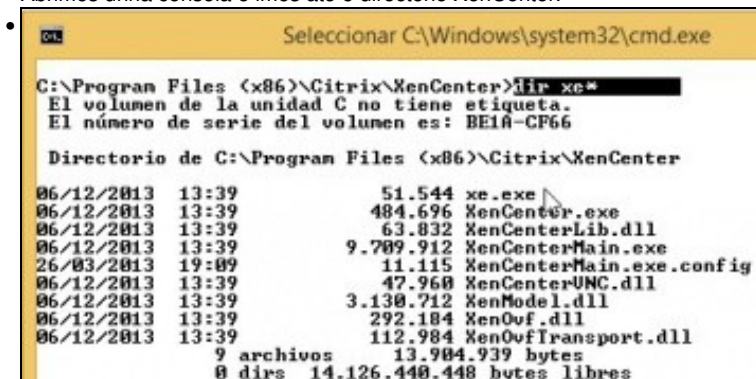 Abrimos unha consola e imos ata o directorio XenCenter.
Seleccionar C:\Windows\system32\cmd.exe
C:\Program Files (x86)\Citrix\XenCenter>dir xe*
El volumen de la unidad C no tiene etiqueta.
El número de serie del volumen es: BE1A-CF66
Directorio de C:\Program Files (x86)\Citrix\XenCenter
06/12/2013 13:39 51.544 xe.exe
06/12/2013 13:39 484.696 XenCenter.exe
06/12/2013 13:39 63.832 XenCenterLib.dll
06/12/2013 13:39 9.709.912 XenCenterMain.exe
26/03/2013 19:09 11.115 XenCenterMain.exe.config
06/12/2013 13:39 47.960 XenCenterVNC.dll
06/12/2013 13:39 3.130.712 XenModel.dll
06/12/2013 13:39 292.184 XenOvf.dll
06/12/2013 13:39 112.984 XenOvfTransport.dll
9 archivos 13.904.939 bytes
0 dirs 14.126.440.448 bytes libres